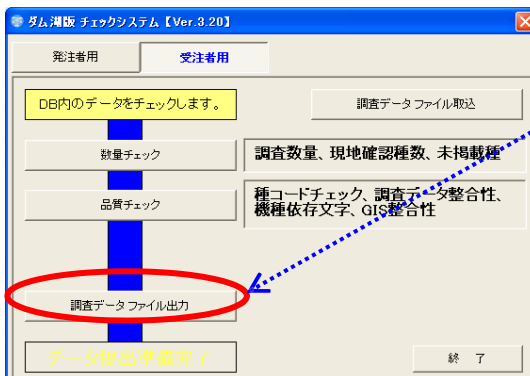 ダム湖版 チェックシステム【Ver.3.20】
発注者用
受注者用
DB内のデータをチェックします。
調査データファイル取込
数量チェック
調査数量、現地確認種数、未掲載種
品質チェック
種コードチェック、調査データ整合性、
機種依存文字、GIS整合性
調査データファイル出力
データ提出準備完了
終 了